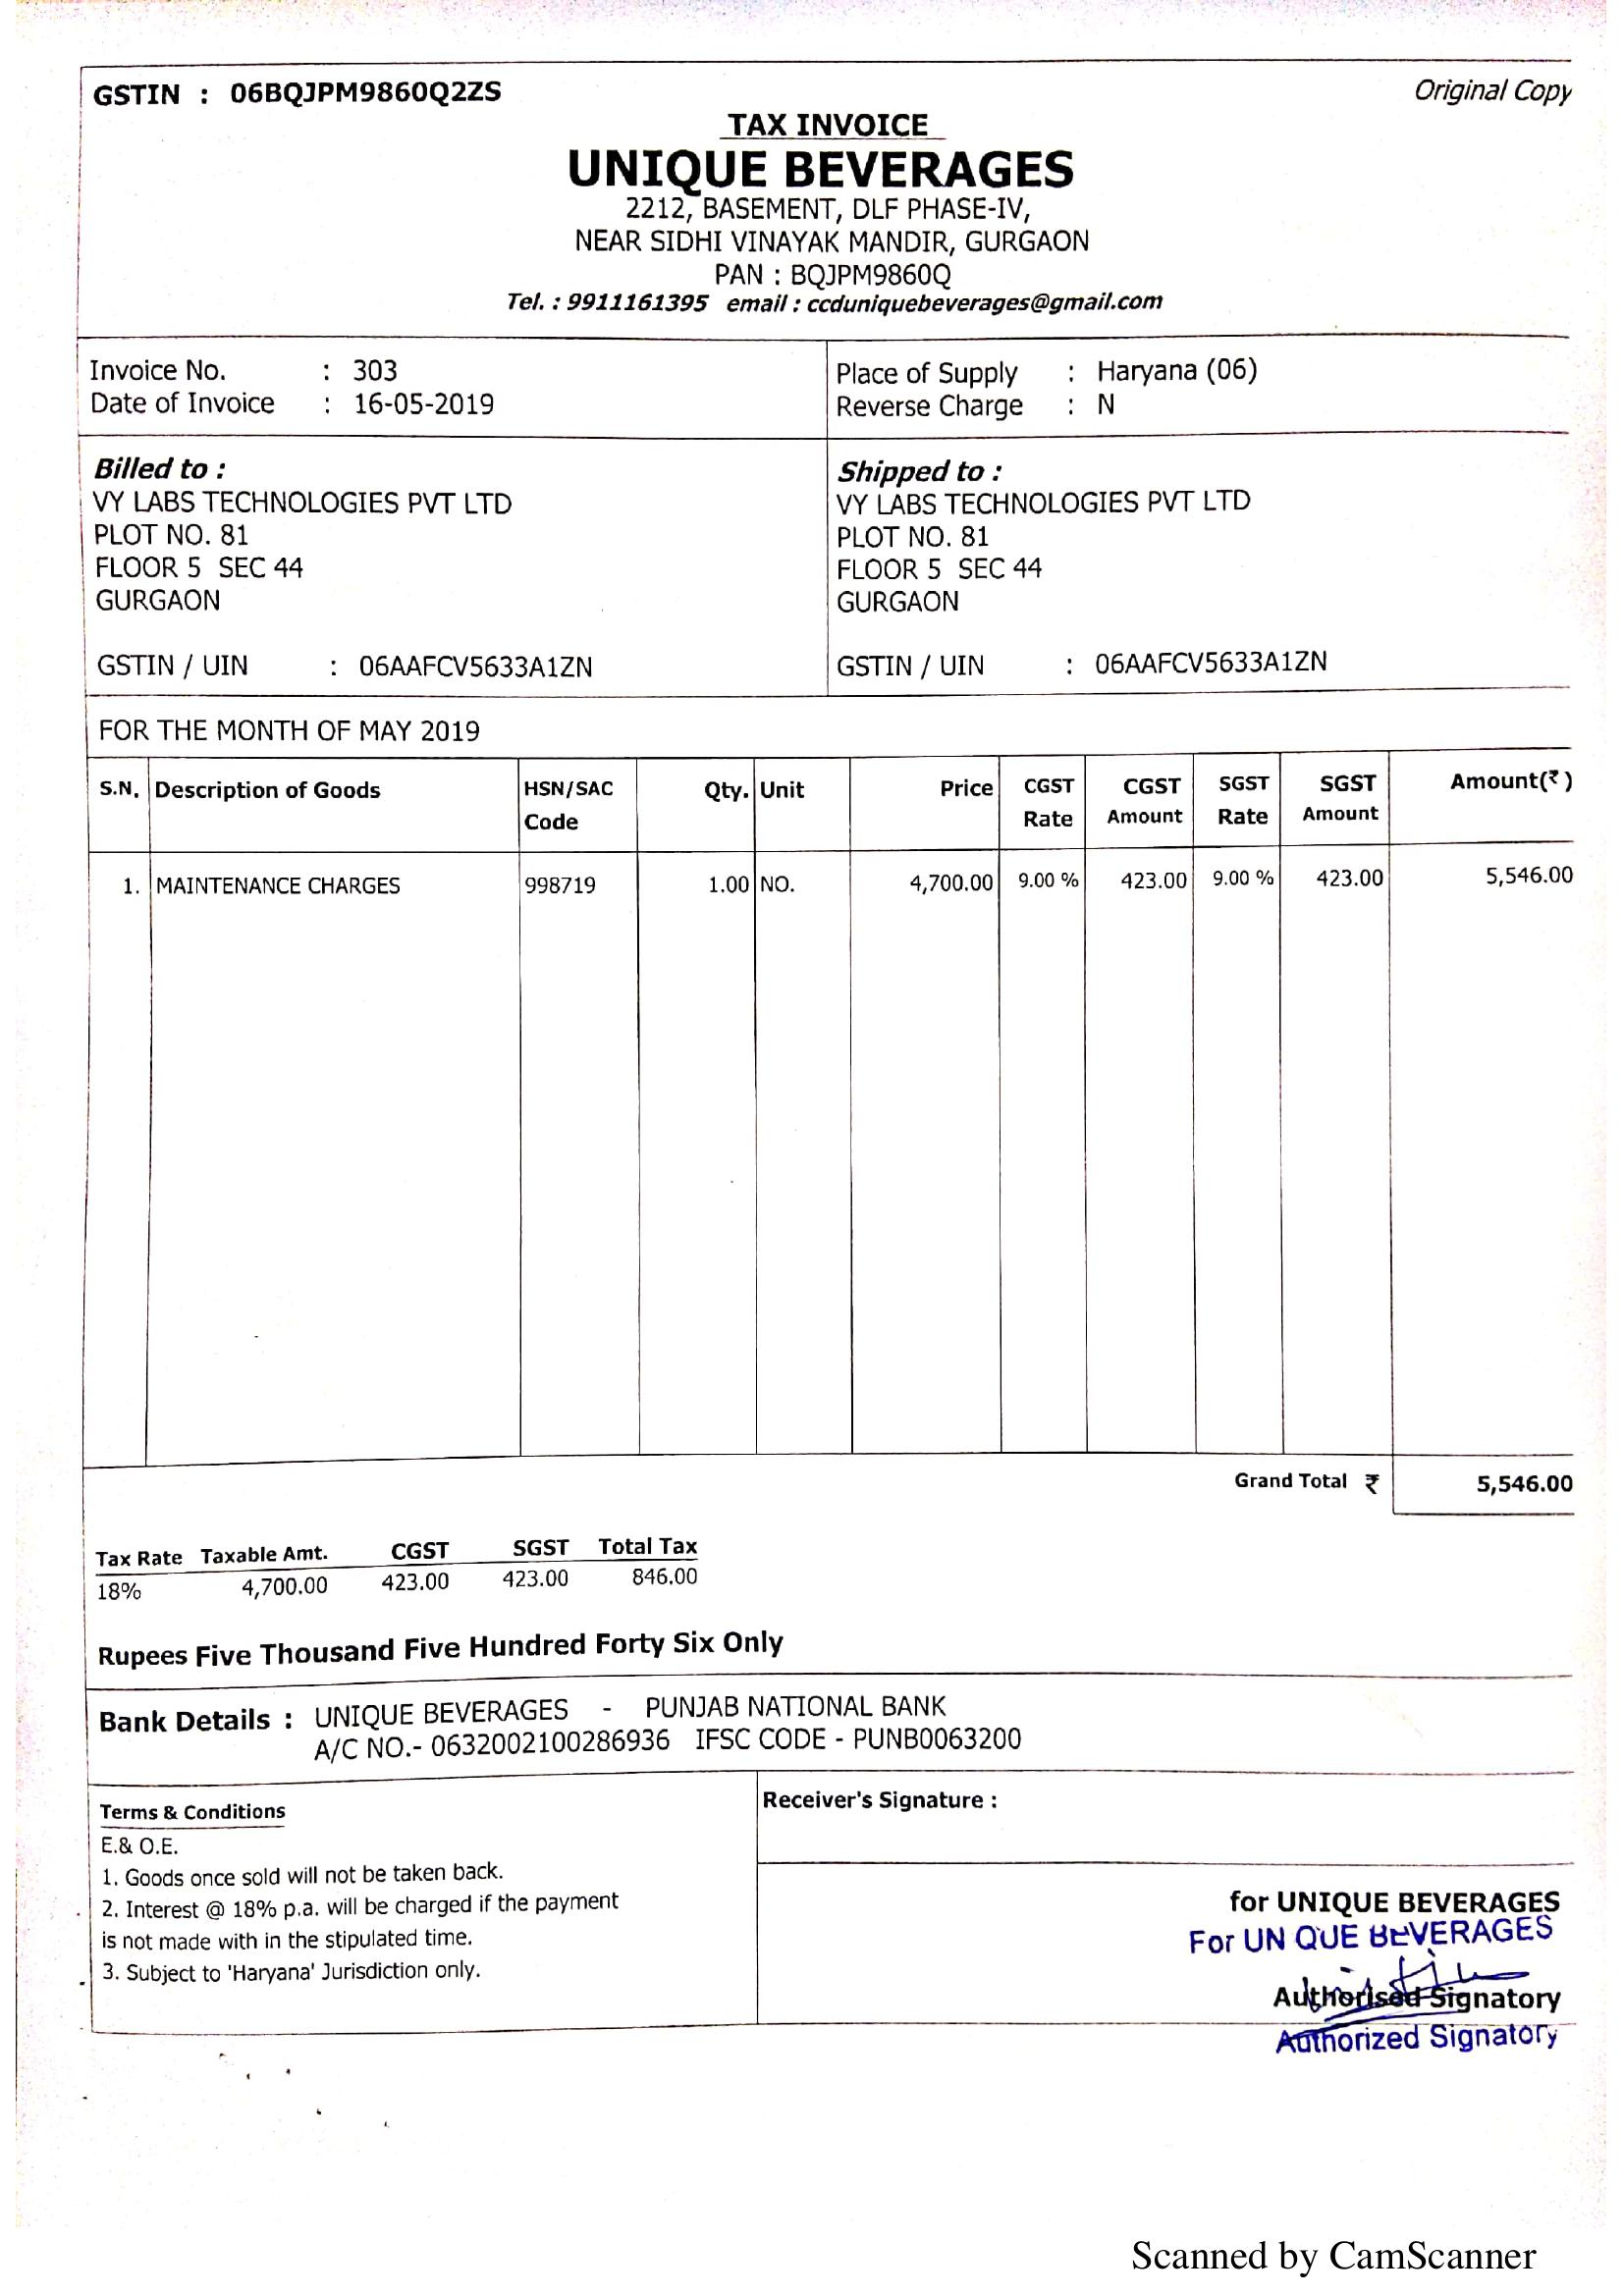 GSTIN : 06BQJPM9860Q2ZS
Original Copy
TAX INVOICE
UNIQUE BEVERAGES
2212, BASEMENT, DLF PHASE-IV,
NEAR SIDHI VINAYAK MANDIR, GURGAON
PAN : BQJPM9860Q
Tel. : 9911161395 email : ccduniquebeverages@gmail.com
Invoice No. : 303
Date of Invoice : 16-05-2019
Place of Supply : Haryana (06)
Reverse Charge : N
Billed to :
VY LABS TECHNOLOGIES PVT LTD
PLOT NO. 81
FLOOR 5 SEC 44
GURGAON
GSTIN / UIN : 06AAFCV5633A1ZN
Shipped to :
VY LABS TECHNOLOGIES PVT LTD
PLOT NO. 81
FLOOR 5 SEC 44
GURGAON
GSTIN / UIN : 06AAFCV5633A1ZN
FOR THE MONTH OF MAY 2019
S.N. Description of Goods HSN/SAC Code Qty. Unit Price CGST Rate CGST Amount SGST Rate SGST Amount Amount(₹)
1. MAINTENANCE CHARGES 998719 1.00 NO. 4,700.00 9.00 % 423.00 9.00 % 423.00 5,546.00
Grand Total ₹ 5,546.00
Tax Rate Taxable Amt. CGST SGST Total Tax
18% 4,700.00 423.00 423.00 846.00
Rupees Five Thousand Five Hundred Forty Six Only
Bank Details : UNIQUE BEVERAGES - PUNJAB NATIONAL BANK
A/C NO.- 0632002100286936 IFSC CODE - PUNB0063200
Terms & Conditions
E.& O.E.
1. Goods once sold will not be taken back.
2. Interest @ 18% p.a. will be charged if the payment
is not made with in the stipulated time.
3. Subject to 'Haryana' Jurisdiction only.
Receiver's Signature :
for UNIQUE BEVERAGES
For UN QUE BEVERAGES
Authorised Signatory
Authorized Signatory
Scanned by CamScanner